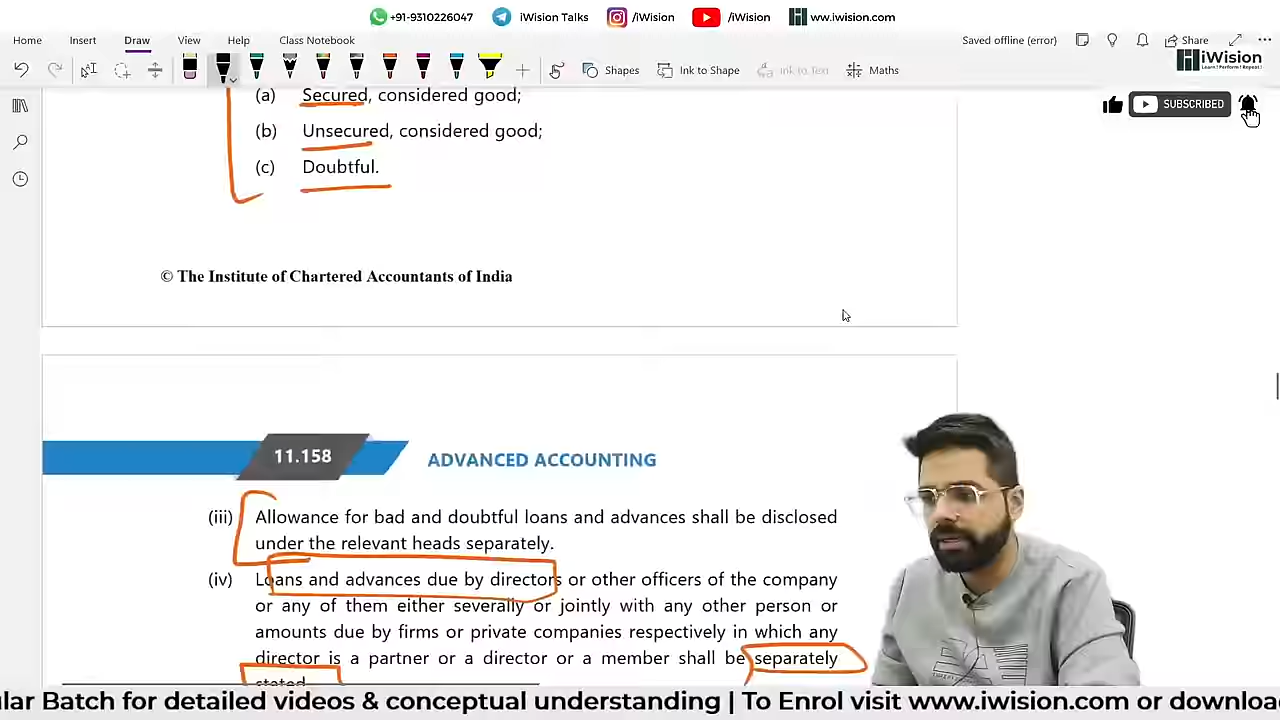 +91-9310226047 iWision Talks /iWision /iWision ww.iwision.com
Home Insert Draw View Help Class Notebook Saved offline (error) Share
Shapes Ink to Shape Ink to Text Maths
iWision
Learn! Perform! Repeat!
SUBSCRIBED
(a) Secured, considered good;
(b) Unsecured, considered good;
(c) Doubtful.
© The Institute of Chartered Accountants of India
11.158 ADVANCED ACCOUNTING
(iii) Allowance for bad and doubtful loans and advances shall be disclosed
under the relevant heads separately.
(iv) Loans and advances due by directors or other officers of the company
or any of them either severally or jointly with any other person or
amounts due by firms or private companies respectively in which any
director is a partner or a director or a member shall be separately
stated.
ular Batch for detailed videos & conceptual understanding | To Enrol visit www.iwision.com or downloa